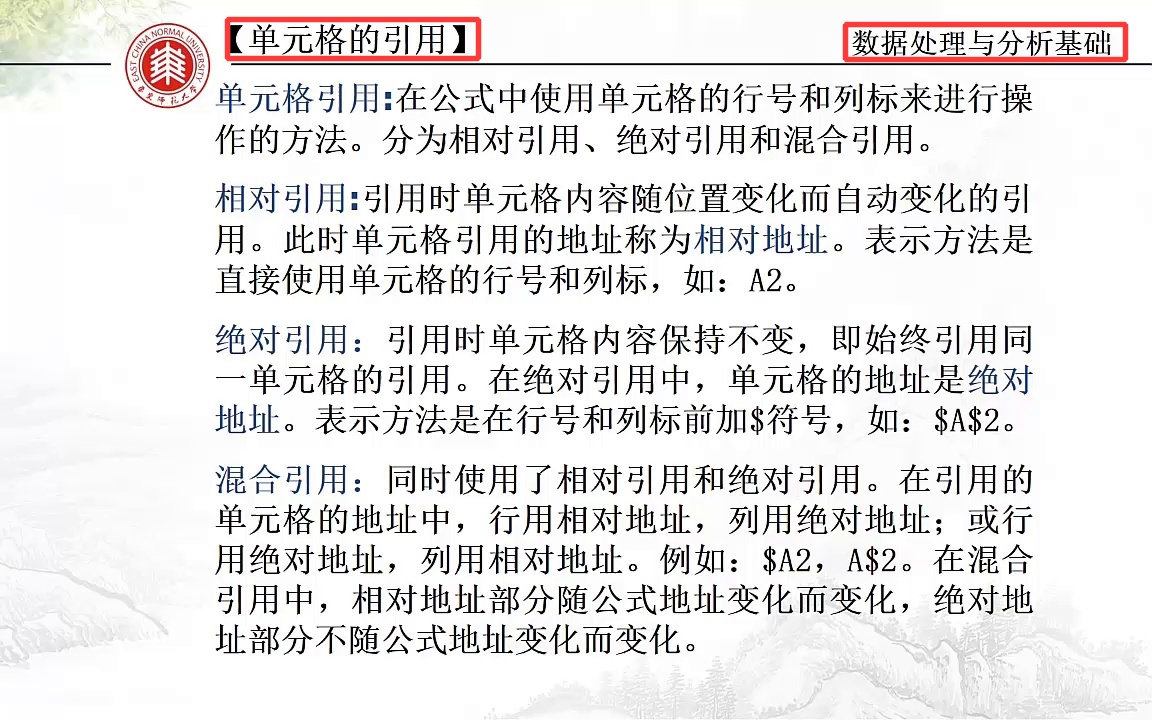 【单元格的引用】
数据处理与分析基础
EAST CHINA NORMAL UNIVERSITY
华东师范大学
单元格引用:在公式中使用单元格的行号和列标来进行操
作的方法。分为相对引用、绝对引用和混合引用。
相对引用:引用时单元格内容随位置变化而自动变化的引
用。此时单元格引用的地址称为相对地址。表示方法是
直接使用单元格的行号和列标，如：A2。
绝对引用：引用时单元格内容保持不变，即始终引用同
一单元格的引用。在绝对引用中，单元格的地址是绝对
地址。表示方法是在行号和列标前加$符号，如：$A$2。
混合引用：同时使用了相对引用和绝对引用。在引用的
单元格的地址中，行用相对地址，列用绝对地址；或行
用绝对地址，列用相对地址。例如：$A2，A$2。在混合
引用中，相对地址部分随公式地址变化而变化，绝对地
址部分不随公式地址变化而变化。